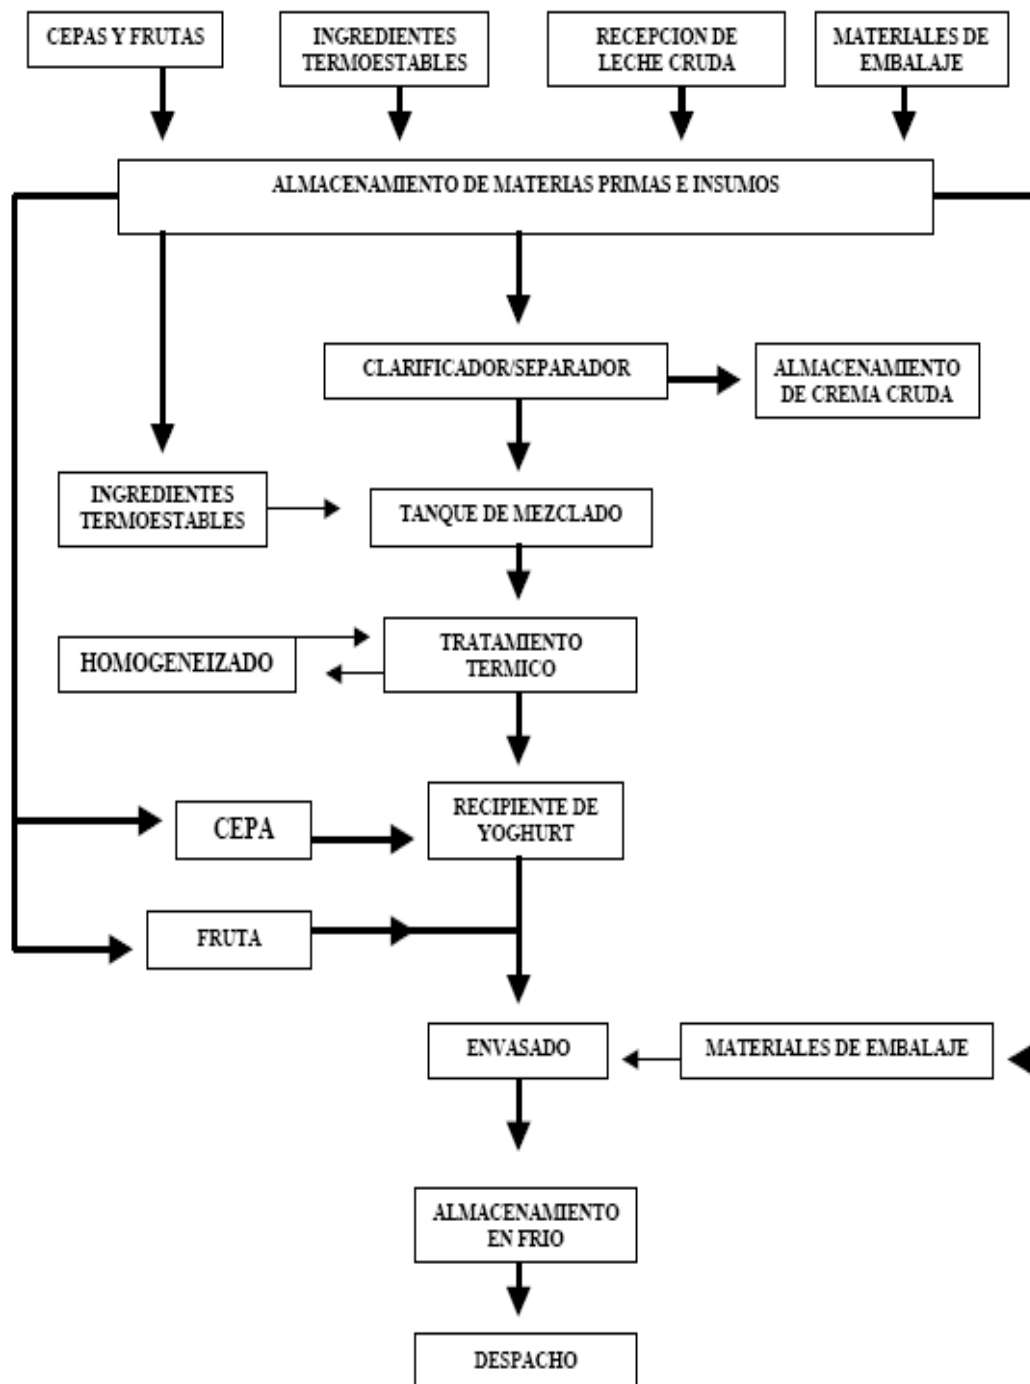 CEPAS Y FRUTAS
INGREDIENTES
TERMOESTABLES
RECEPCION DE
LECHE CRUDA
MATERIALES DE
EMBALAJE
ALMACENAMIENTO DE MATERIAS PRIMAS E INSUMOS
CLARIFICADOR/SEPARADOR
ALMACENAMIENTO
DE CREMA CRUDA
INGREDIENTES
TERMOESTABLES
TANQUE DE MEZCLADO
HOMOGENEIZADO
TRATAMIENTO
TERMICO
CEPA
RECIPIENTE DE
YOGHURT
FRUTA
ENVASADO
MATERIALES DE EMBALAJE
ALMACENAMIENTO
EN FRIO
DESPACHO